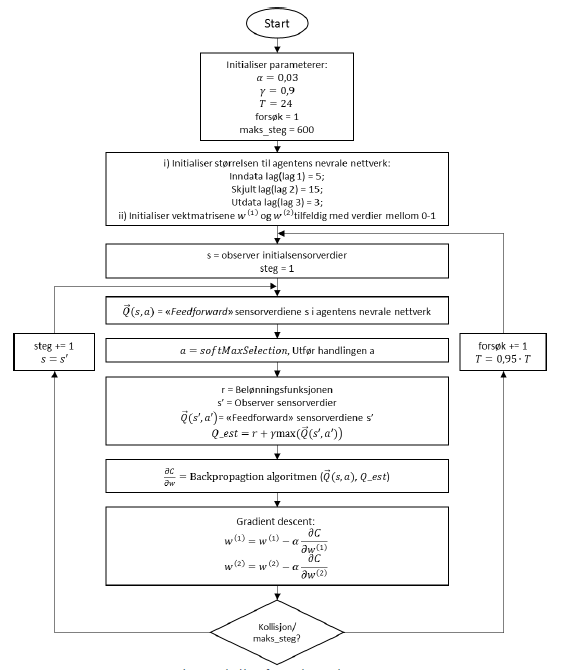 Start
Initialiser parameterer:
α = 0,03
γ = 0,9
T = 24
forsøk = 1
maks_steg = 600
i) Initialiser størrelsen til agentens nevrale nettverk:
Inndata lag(lag 1) = 5;
Skjult lag(lag 2) = 15;
Utdata lag(lag 3) = 3;
ii) Initialiser vektmatrisene w⁽¹⁾ og w⁽²⁾tilfeldig med verdier mellom 0-1
s = observer initialsensorverdier
steg = 1
Q⃗(s, a) = «Feedforward» sensorverdiene s i agentens nevrale nettverk
steg += 1
s = s′
a = softMaxSelection, Utfør handlingen a
forsøk += 1
T = 0,95 · T
r = Belønningsfunksjonen
s' = Observer sensorverdier
Q⃗(s′, a′)= «Feedforward» sensorverdiene s'
Q_est = r + γmax(Q⃗(s′, a′))
∂C/∂w = Backpropagtion algoritmen (Q⃗(s, a), Q_est)
Gradient descent:
w⁽¹⁾ = w⁽¹⁾ − α ∂C/∂w⁽¹⁾
w⁽²⁾ = w⁽²⁾ − α ∂C/∂w⁽²⁾
Kollisjon/
maks_steg?